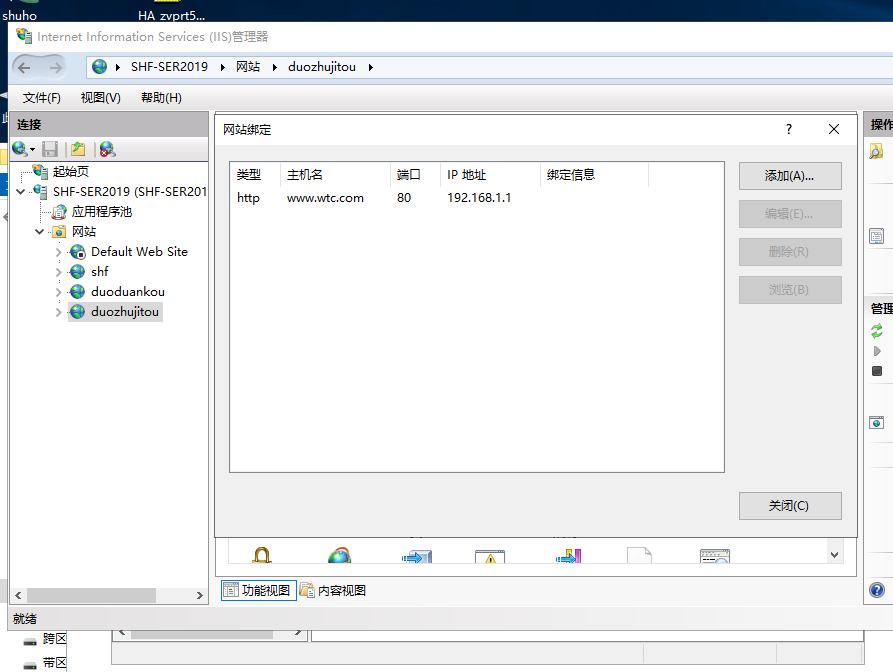 shuho
HA_zvprt5...
Internet Information Services (IIS)管理器
SHF-SER2019 网站 duozhujitou
文件(F) 视图(V) 帮助(H)
连接
起始页
SHF-SER2019 (SHF-SER201
应用程序池
网站
Default Web Site
shf
duoduankou
duozhujitou
网站绑定 ?
类型 主机名 端口 IP 地址 绑定信息
http www.wtc.com 80 192.168.1.1
添加(A)...
编辑(E)...
删除(R)
浏览(B)
关闭(C)
操作
管理
功能视图 内容视图
就绪
跨区
带区